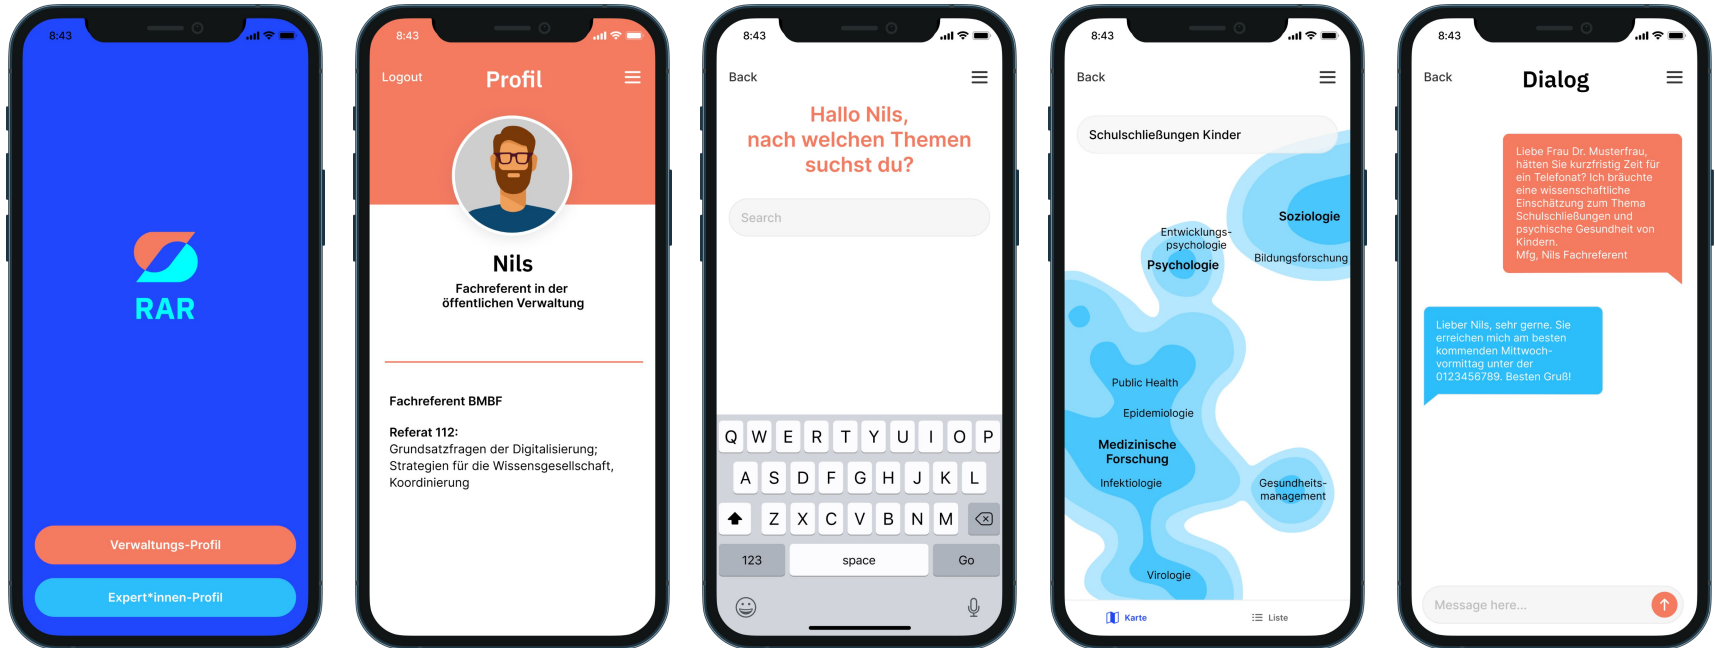 8:43
RAR
Verwaltungs-Profil
Expert*innen-Profil
8:43
Logout
Profil
Nils
Fachreferent in der
öffentlichen Verwaltung
Fachreferent BMBF
Referat 112:
Grundsatzfragen der Digitalisierung;
Strategien für die Wissensgesellschaft,
Koordinierung
8:43
Back
Hallo Nils,
nach welchen Themen
suchst du?
Search
Q W E R T Y U I O P
A S D F G H J K L
Z X C V B N M
123 space Go
8:43
Back
Schulschließungen Kinder
Soziologie
Entwicklungs-
psychologie
Bildungsforschung
Psychologie
Public Health
Epidemiologie
Medizinische
Forschung
Infektiologie
Gesundheits-
management
Virologie
Karte
Liste
8:43
Back
Dialog
Liebe Frau Dr. Musterfrau,
hätten Sie kurzfristig Zeit für
ein Telefonat? Ich bräuchte
eine wissenschaftliche
Einschätzung zum Thema
Schulschließungen und
psychische Gesundheit von
Kindern.
Mfg, Nils Fachreferent
Lieber Nils, sehr gerne. Sie
erreichen mich am besten
kommenden Mittwoch-
vormittag unter der
0123456789. Besten Gruß!
Message here...